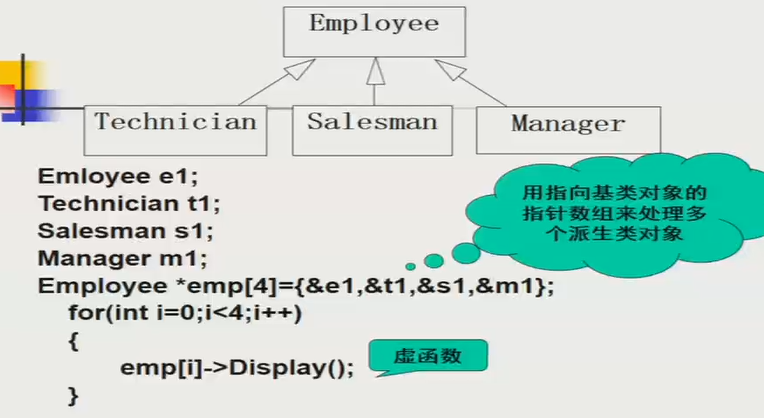 Employee
Technician
Salesman
Manager
Emloyee e1;
Technician t1;
Salesman s1;
Manager m1;
用指向基类对象的
指针数组来处理多
个派生类对象
Employee *emp[4]={&e1,&t1,&s1,&m1};
for(int i=0;i<4;i++)
{
emp[i]->Display();
虚函数
}